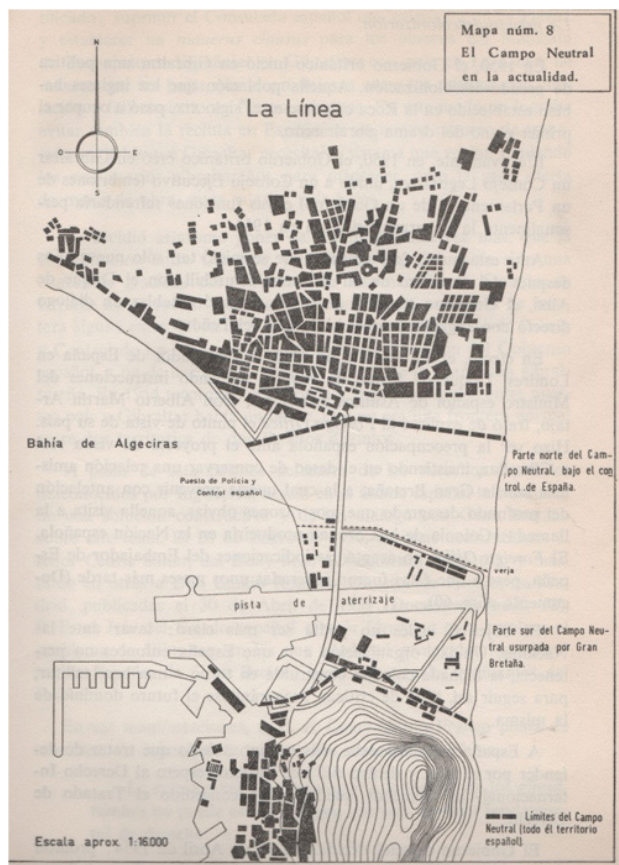 Mapa núm. 8
El Campo Neutral
en la actualidad.
N
La Línea
O
E
S
Bahía de Algeciras
Puesto de Policía y
Control español
Parte norte del Cam-
po Neutral, bajo el con
trol de España.
verja
pista de aterrizaje
Parte sur del Campo Neu-
tral usurpada por Gran
Bretaña.
Límites del Campo
Neutral (todo él territorio
español).
Escala aprox. 1:16.000